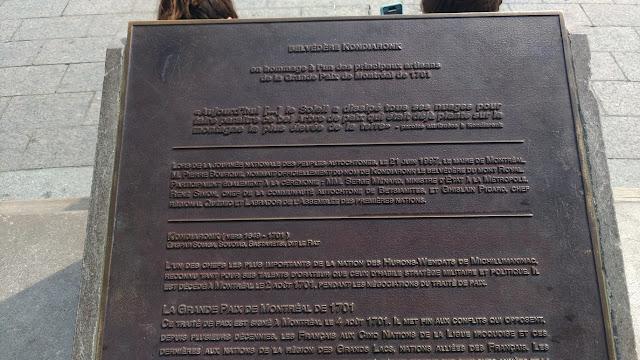 BELVÉDÈRE KONDIARONK
en hommage à l'un des principaux artisans
de la Grande Paix de Montréal de 1701
«Aujourd'hui [...] le Soleil a dissipé tous ses nuages pour
faire paraître ce bel Arbre de paix qui était déjà planté sur la
montagne la plus élevée de la terre» - paroles attribuées à Kondiaronk
LORS DE LA JOURNÉE NATIONALE DES PEUPLES AUTOCHTONES, LE 21 JUIN 1997, LE MAIRE DE MONTRÉAL,
M. PIERRE BOURQUE, NOMMAIT OFFICIELLEMENT DU NOM DE KONDIARONK LE BELVÉDÈRE DU MONT ROYAL.
PARTICIPAIENT ÉGALEMENT À LA CÉRÉMONIE : MM. SERGE MÉNARD, MINISTRE D'ÉTAT À LA MÉTROPOLE,
RENÉ SIMON, CHEF DE LA COMMUNAUTÉ AUTOCHTONE DE BETSIAMITES, ET GHISLAIN PICARD, CHEF
RÉGIONAL QUÉBEC ET LABRADOR DE L'ASSEMBLÉE DES PREMIÈRES NATIONS.
KONDIARONK (VERS 1649 - 1701)
GASPAR SOIAGA, SOUOIAS, SASTARETSI, DIT LE RAT
L'UN DES CHEFS LES PLUS IMPORTANTS DE LA NATION DES HURONS-WENDATS DE MICHILLIMAKINAC,
RECONNU TANT POUR SES TALENTS D'ORATEUR QUE CEUX D'HABILE STRATÈGE MILITAIRE ET POLITIQUE. IL
EST DÉCÉDÉ À MONTRÉAL LE 2 AOÛT 1701, PENDANT LES NÉGOCIATIONS DU TRAITÉ DE PAIX.
LA GRANDE PAIX DE MONTRÉAL DE 1701
CE TRAITÉ DE PAIX EST SIGNÉ À MONTRÉAL LE 4 AOÛT 1701. IL MET FIN AUX CONFLITS QUI OPPOSENT,
DEPUIS PLUSIEURS DÉCENNIES, LES FRANÇAIS AUX CINQ NATIONS DE LA LIGUE IROQUOISE ET CES
DERNIÈRES AUX NATIONS DE LA RÉGION DES GRANDS LACS, NATIONS ALLIÉES DES FRANÇAIS. LES